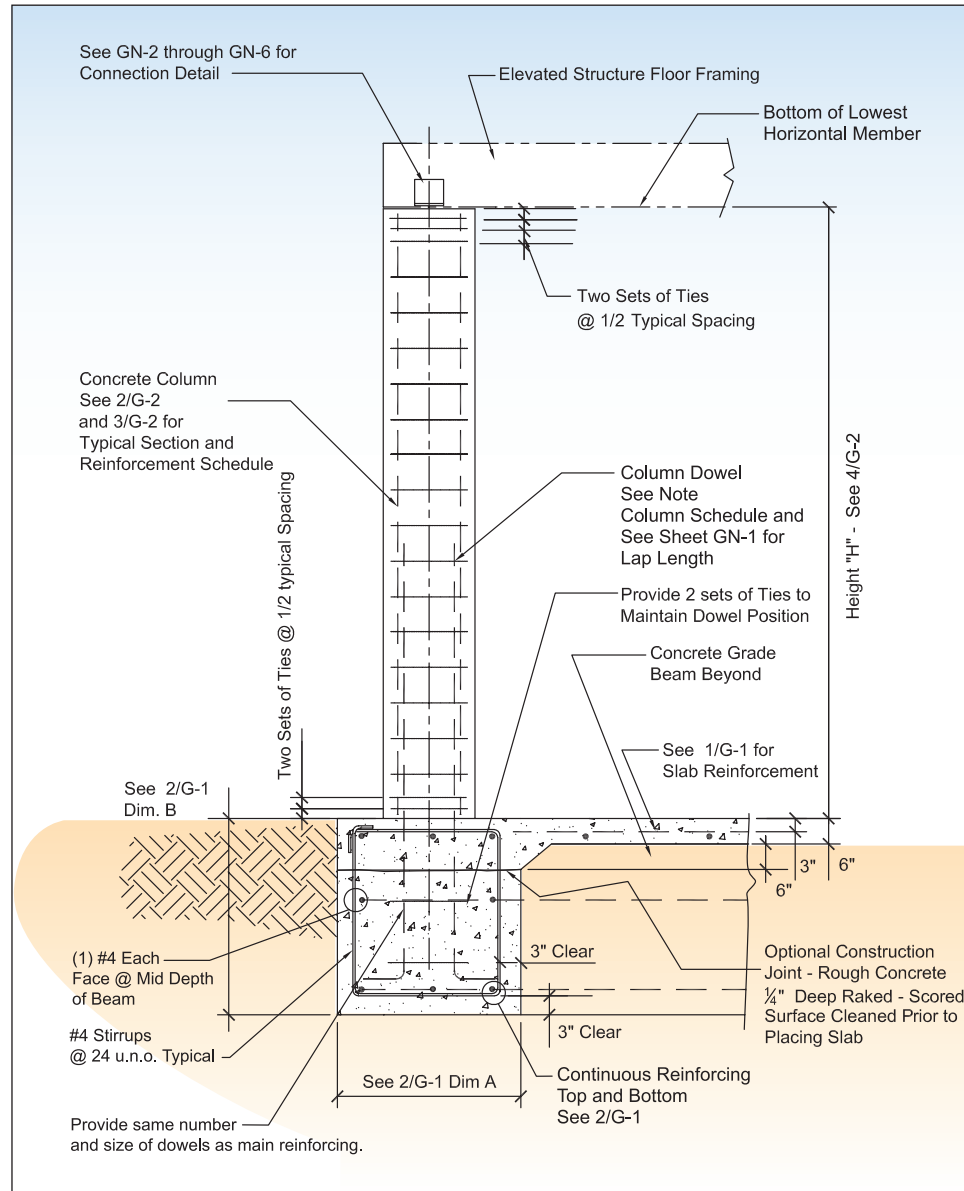 See GN-2 through GN-6 for
Connection Detail
Elevated Structure Floor Framing
Bottom of Lowest
Horizontal Member
Two Sets of Ties
@ 1/2 Typical Spacing
Concrete Column
See 2/G-2
and 3/G-2 for
Typical Section and
Reinforcement Schedule
Column Dowel
See Note
Column Schedule and
See Sheet GN-1 for
Lap Length
Height "H" - See 4/G-2
Two Sets of Ties @ 1/2 typical Spacing
Provide 2 sets of Ties to
Maintain Dowel Position
Concrete Grade
Beam Beyond
See 1/G-1 for
Slab Reinforcement
See 2/G-1
Dim. B
3"
6"
6"
(1) #4 Each
Face @ Mid Depth
of Beam
3" Clear
Optional Construction
Joint - Rough Concrete
¼" Deep Raked - Scored
Surface Cleaned Prior to
Placing Slab
#4 Stirrups
@ 24 u.n.o. Typical
3" Clear
See 2/G-1 Dim A
Continuous Reinforcing
Top and Bottom
See 2/G-1
Provide same number
and size of dowels as main reinforcing.